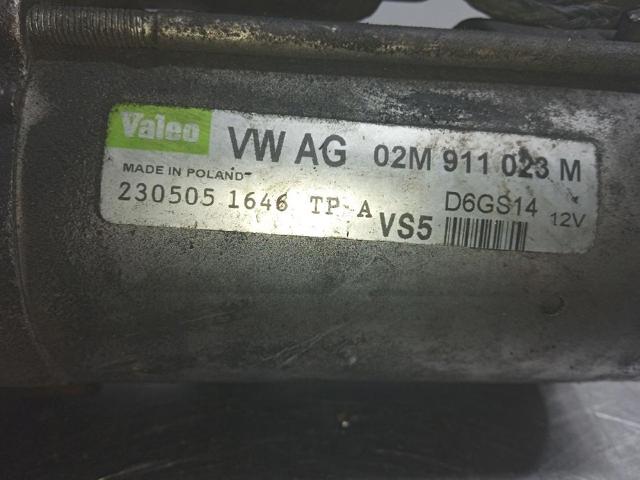 Valeo VW AG 02M 911 023 M
MADE IN POLAND
230505 1646 TP A VS5 D6GS14 12V